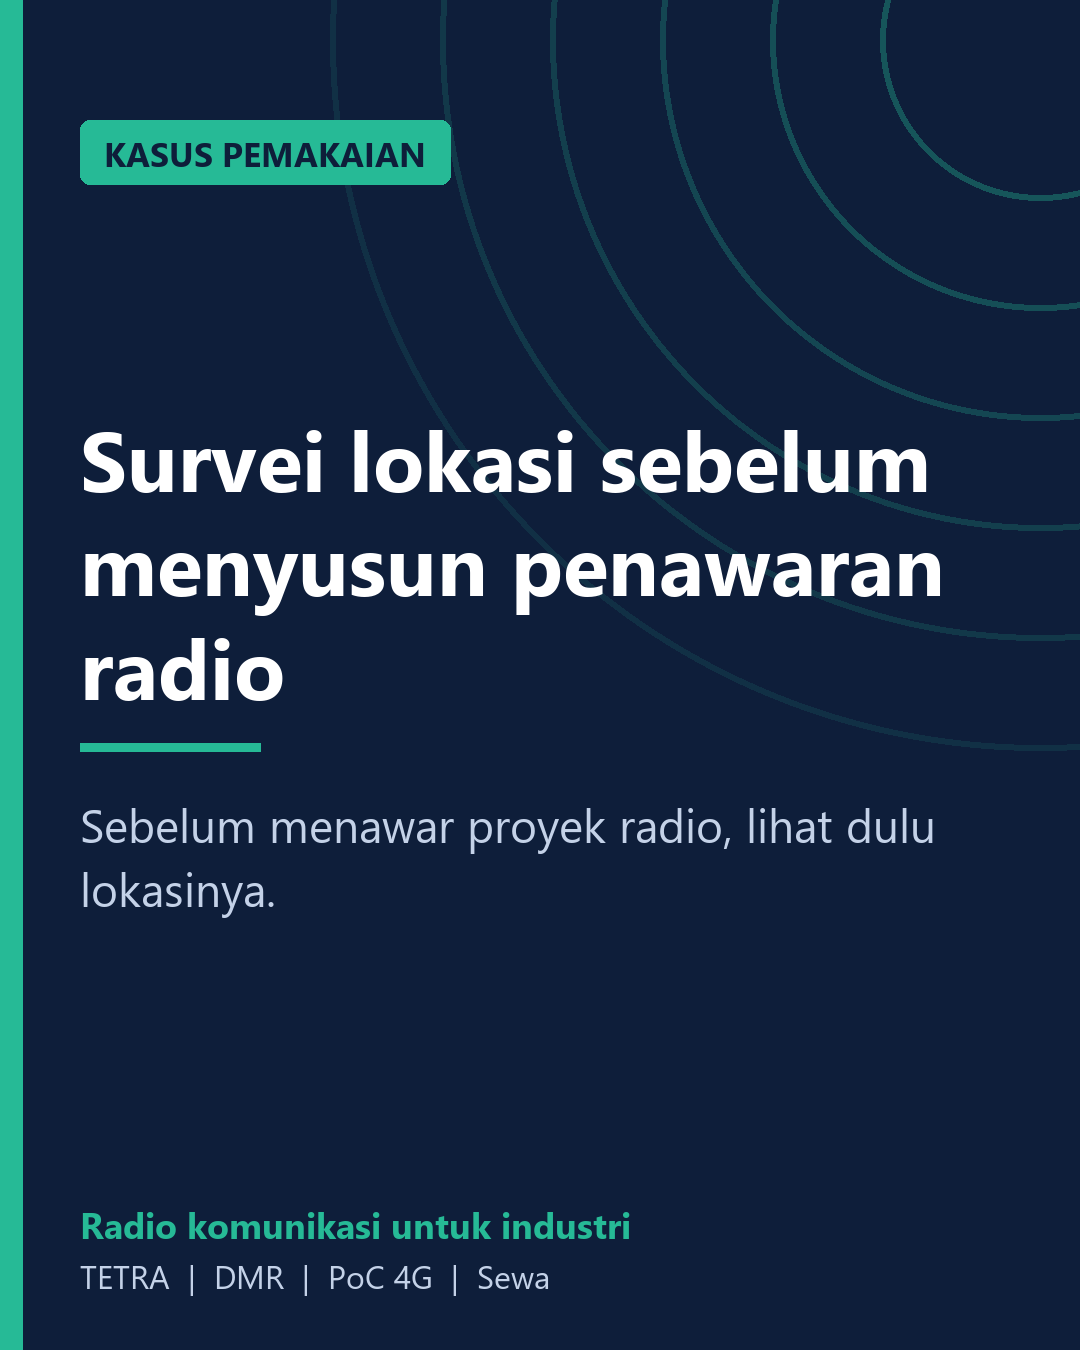 KASUS PEMAKAIAN
Survei lokasi sebelum
menyusun penawaran
radio
Sebelum menawar proyek radio, lihat dulu
lokasinya.
Radio komunikasi untuk industri
TETRA | DMR | PoC 4G | Sewa